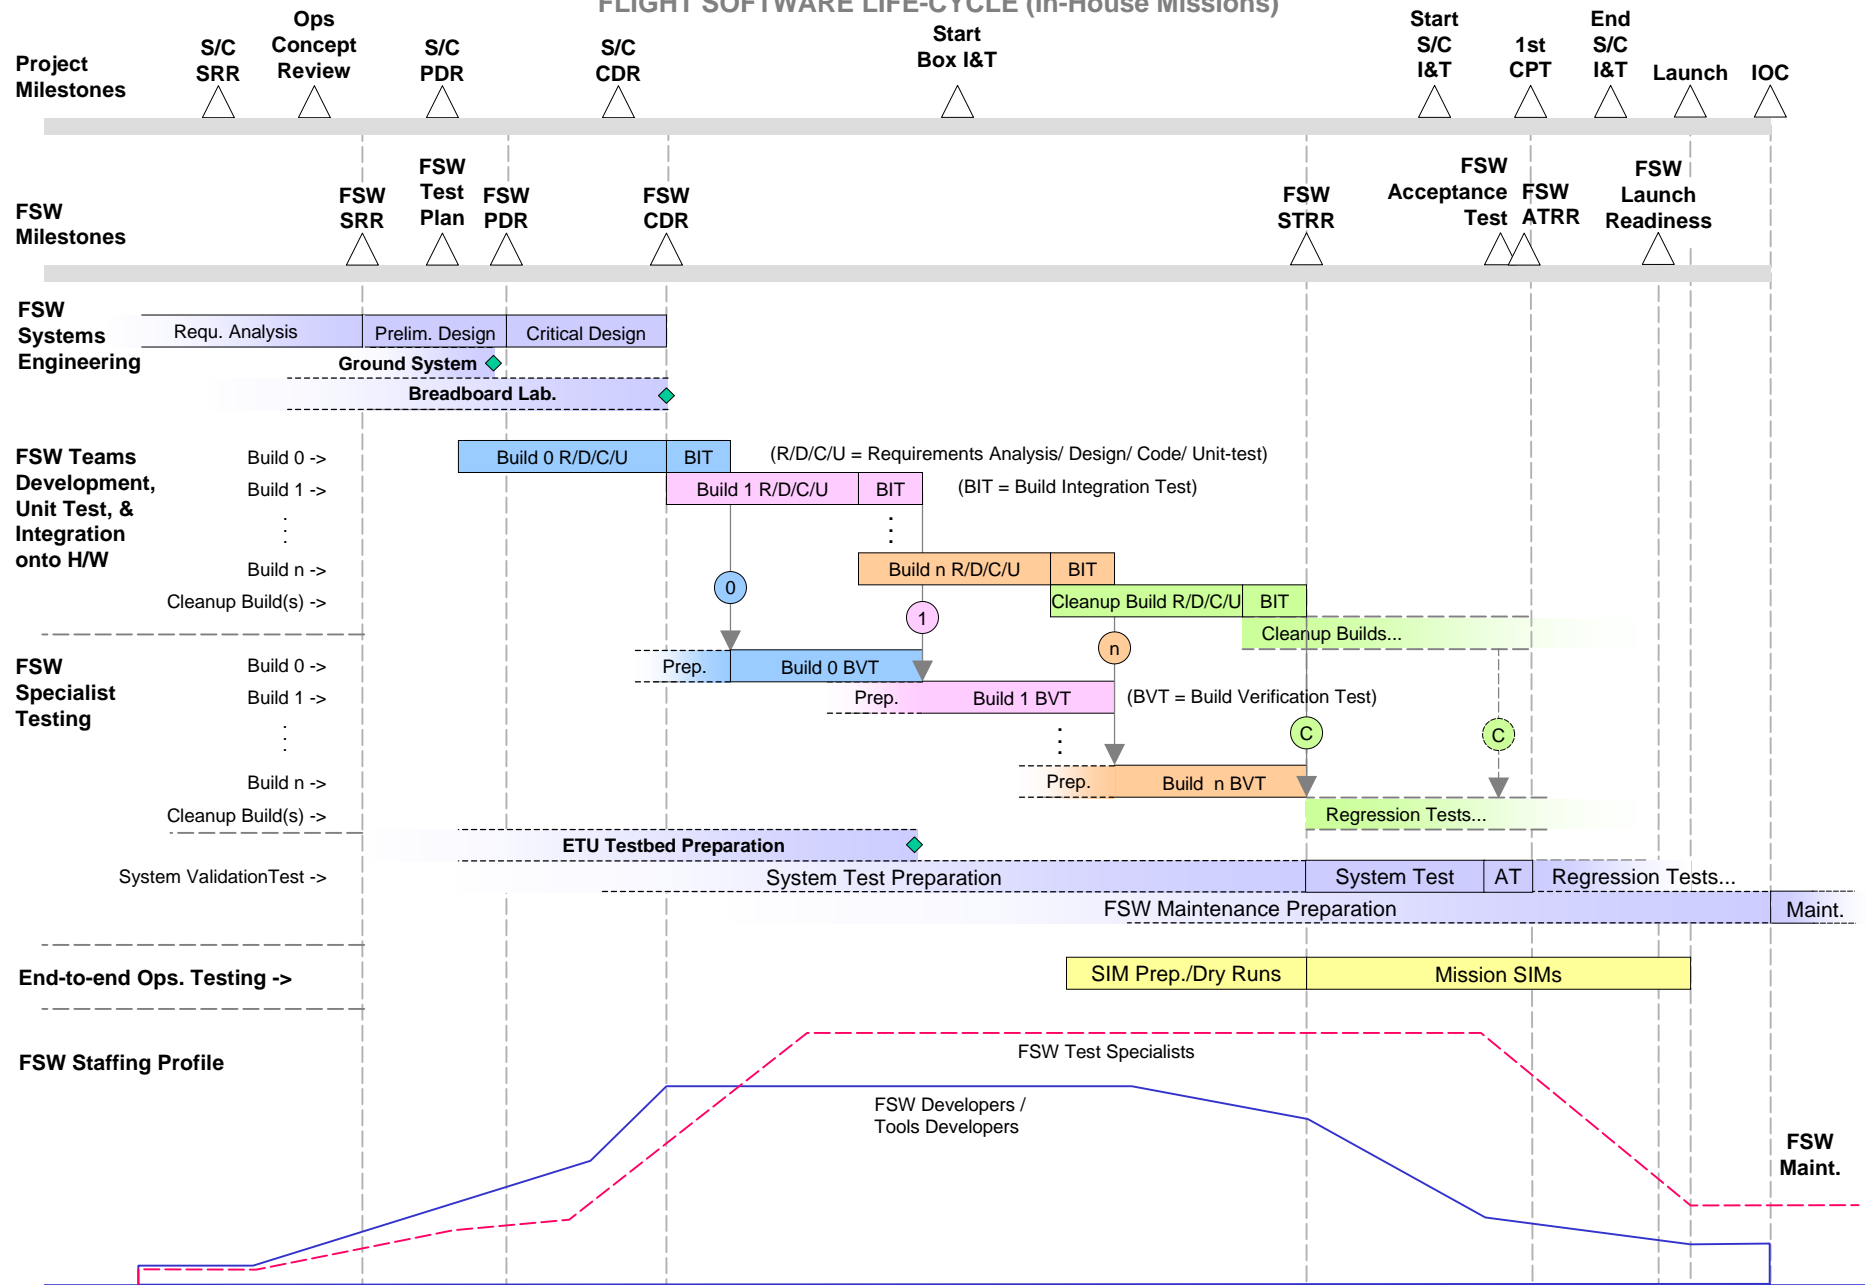 FLIGHT SOFTWARE LIFE-CYCLE (In-House Missions)
Project
Milestones
S/C
SRR
Ops
Concept
Review
S/C
PDR
S/C
CDR
Start
Box I&T
Start
S/C
I&T
1st
CPT
End
S/C
I&T
Launch
IOC
FSW
Milestones
FSW
SRR
FSW
Test
Plan
FSW
PDR
FSW
CDR
FSW
STRR
FSW
Acceptance
Test
FSW
ATRR
FSW
Launch
Readiness
FSW
Systems
Engineering
Requ. Analysis
Prelim. Design
Critical Design
Ground System
Breadboard Lab.
FSW Teams
Development,
Unit Test, &
Integration
onto H/W
Build 0 ->
Build 0 R/D/C/U
BIT
(R/D/C/U = Requirements Analysis/ Design/ Code/ Unit-test)
Build 1 ->
Build 1 R/D/C/U
BIT
(BIT = Build Integration Test)
Build n ->
Build n R/D/C/U
BIT
Cleanup Build(s) ->
Cleanup Build R/D/C/U
BIT
0
1
n
Cleanup Builds...
FSW
Specialist
Testing
Build 0 ->
Prep.
Build 0 BVT
Build 1 ->
Prep.
Build 1 BVT
(BVT = Build Verification Test)
C
C
Build n ->
Prep.
Build n BVT
Cleanup Build(s) ->
Regression Tests...
ETU Testbed Preparation
System ValidationTest ->
System Test Preparation
System Test
AT
Regression Tests...
FSW Maintenance Preparation
Maint.
End-to-end Ops. Testing ->
SIM Prep./Dry Runs
Mission SIMs
FSW Staffing Profile
FSW Test Specialists
FSW Developers /
Tools Developers
FSW
Maint.